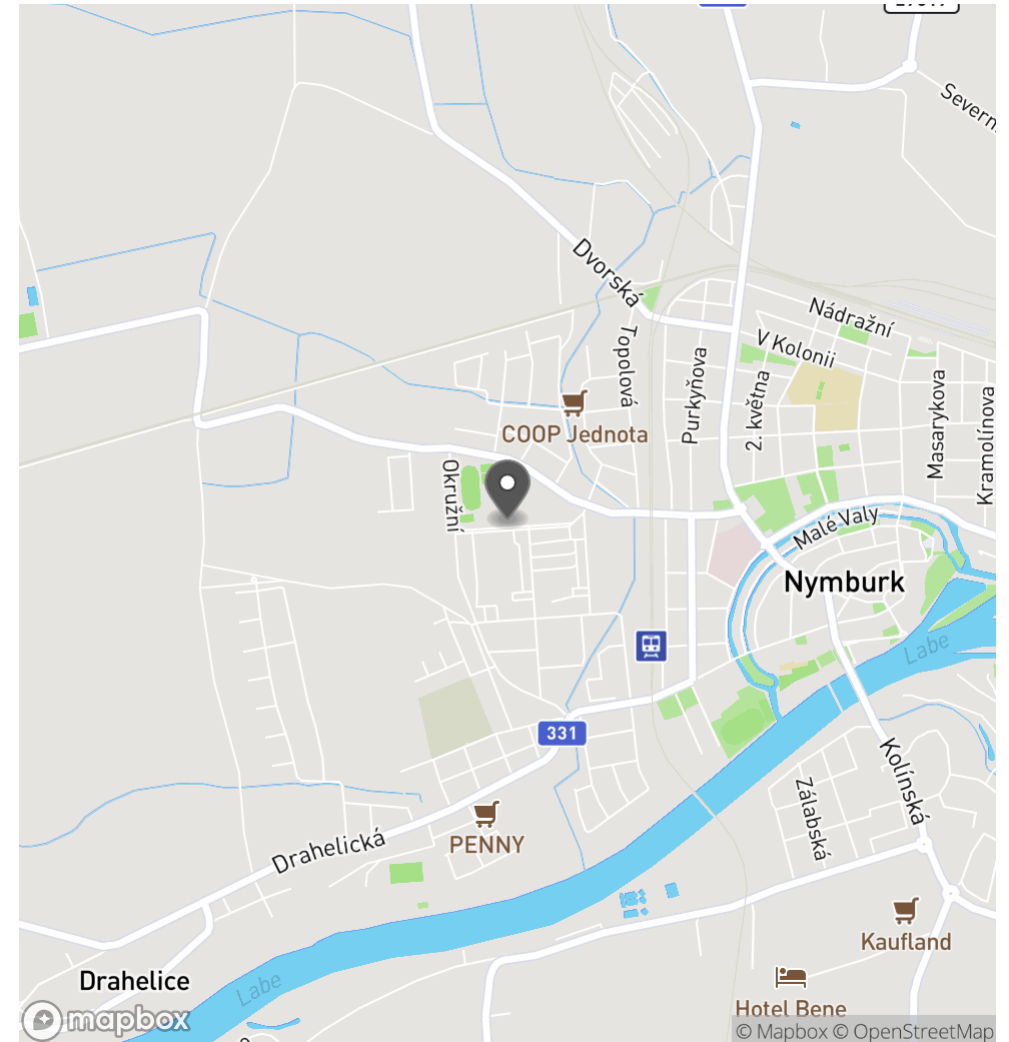 Severn
Dvorská
Nádražní
V Kolonii
Topolová
Purkyňova
2. května
Masarykova
Kramolínova
COOP Jednota
Okružní
Malé Valy
Nymburk
Labe
331
Kolínská
Zálabská
PENNY
Drahelická
Kaufland
Drahelice
Labe
Hotel Bene
mapbox
© Mapbox © OpenStreetMap